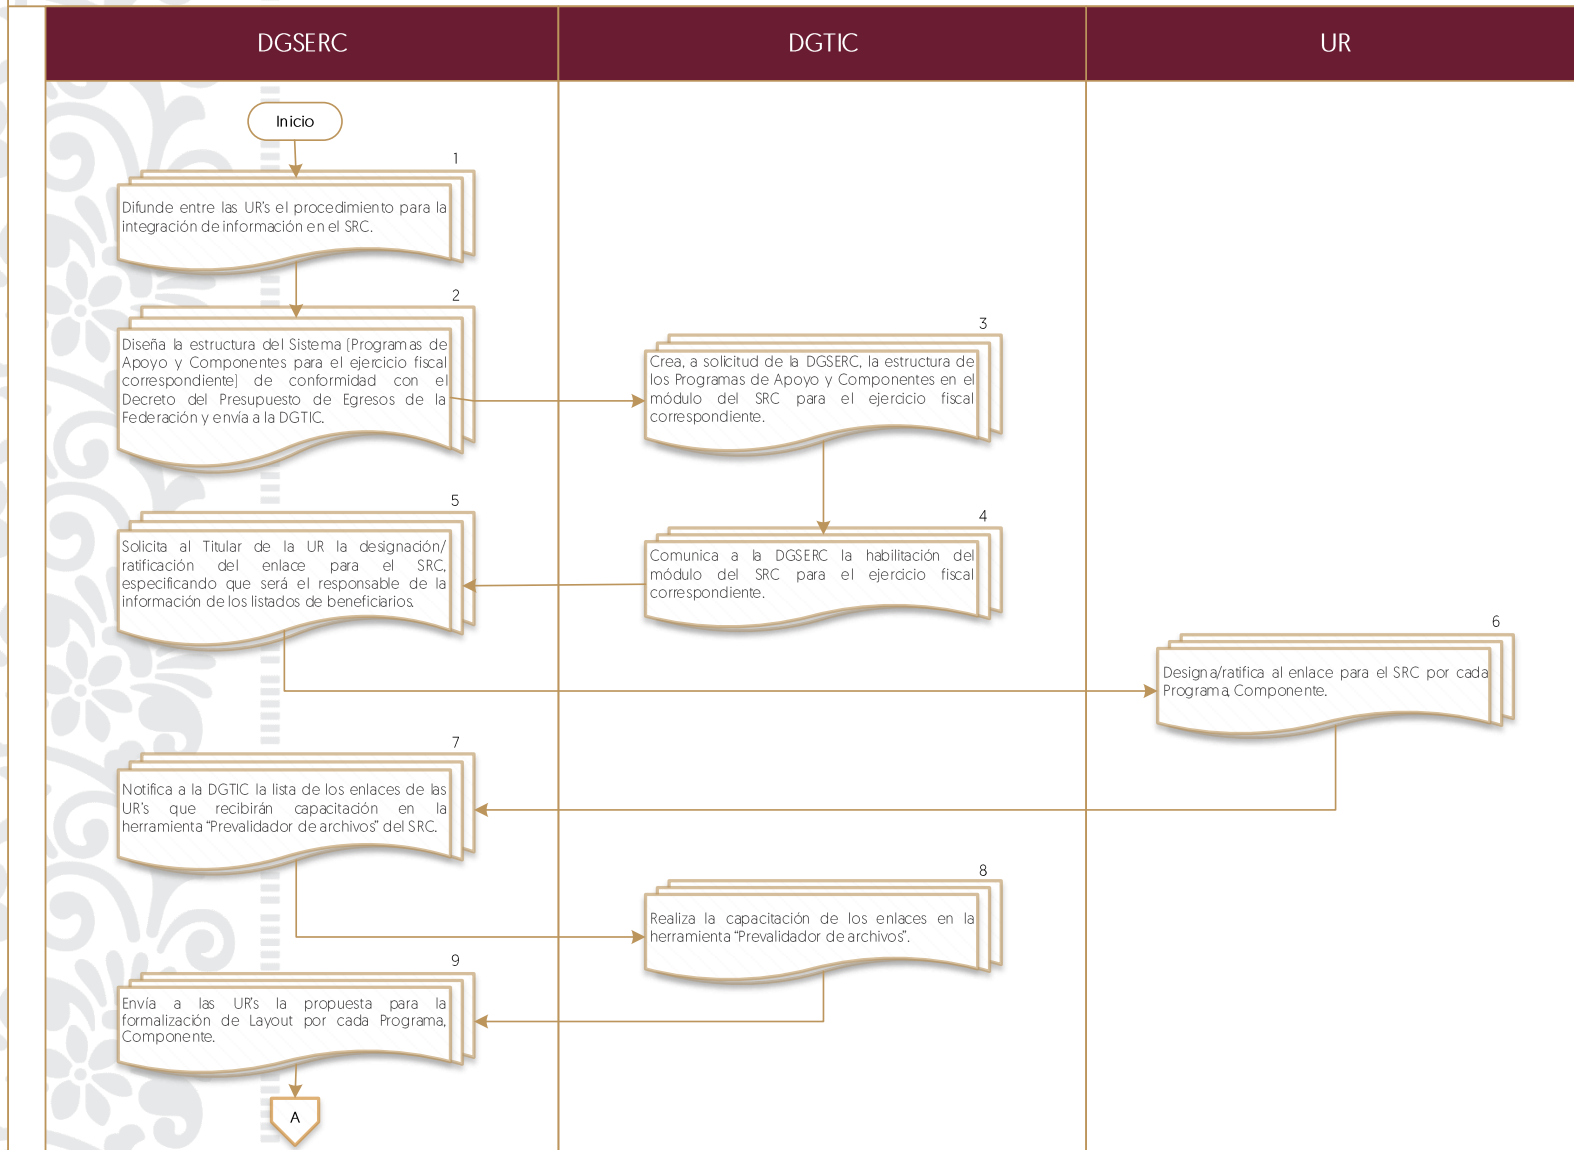 DGSERC
DGTIC
UR
Inicio
1
Difunde entre las UR's el procedimiento para la
integración de información en el SRC.
2
Diseña la estructura del Sistema (Programas de
Apoyo y Componentes para el ejercicio fiscal
correspondiente) de conformidad con el
Decreto del Presupuesto de Egresos de la
Federación y envía a la DGTIC.
3
Crea, a solicitud de la DGSERC, la estructura de
los Programas de Apoyo y Componentes en el
módulo del SRC para el ejercicio fiscal
correspondiente.
4
Comunica a la DGSERC la habilitación del
módulo del SRC para el ejercicio fiscal
correspondiente.
5
Solicita al Titular de la UR la designación/
ratificación del enlace para el SRC,
especificando que será el responsable de la
información de los listados de beneficiarios.
6
Designa/ratifica al enlace para el SRC por cada
Programa, Componente.
7
Notifica a la DGTIC la lista de los enlaces de las
UR's que recibirán capacitación en la
herramienta "Prevalidador de archivos" del SRC.
8
Realiza la capacitación de los enlaces en la
herramienta "Prevalidador de archivos".
9
Envía a las UR's la propuesta para la
formalización de Layout por cada Programa,
Componente.
A